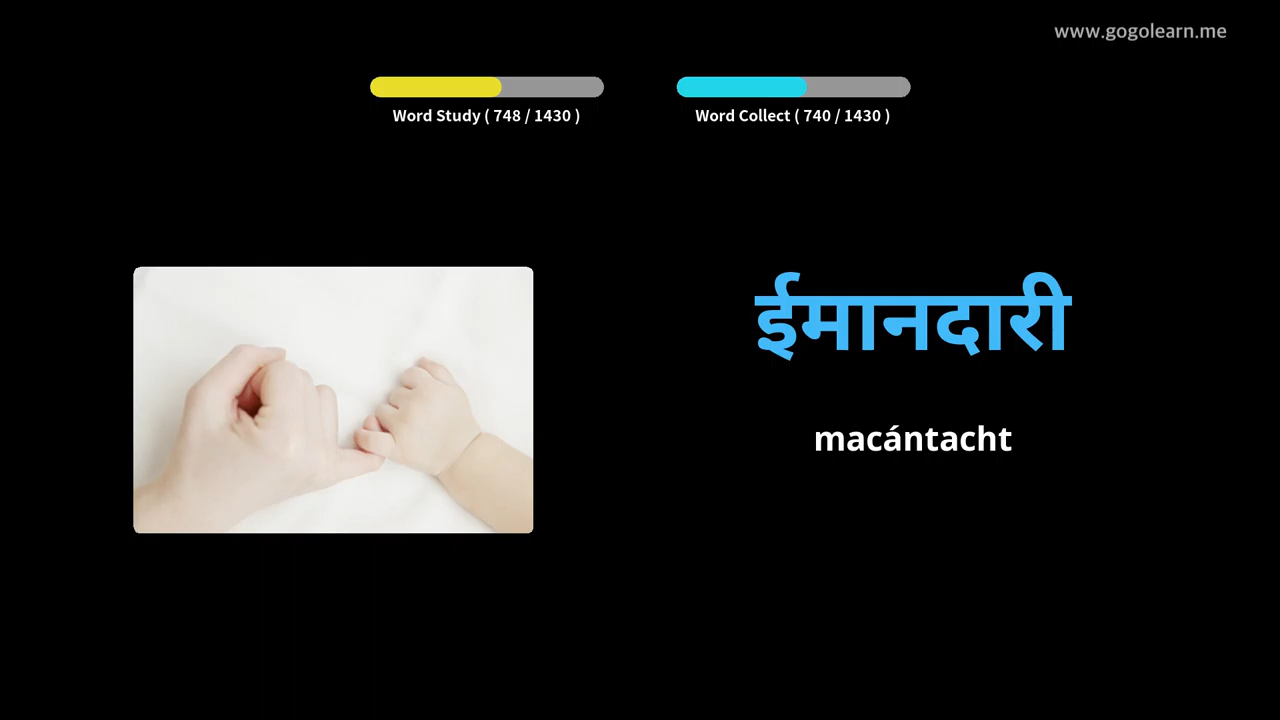 www.gogolearn.me
Word Study ( 748 / 1430 )
Word Collect ( 740 / 1430 )
ईमानदारी
macántacht